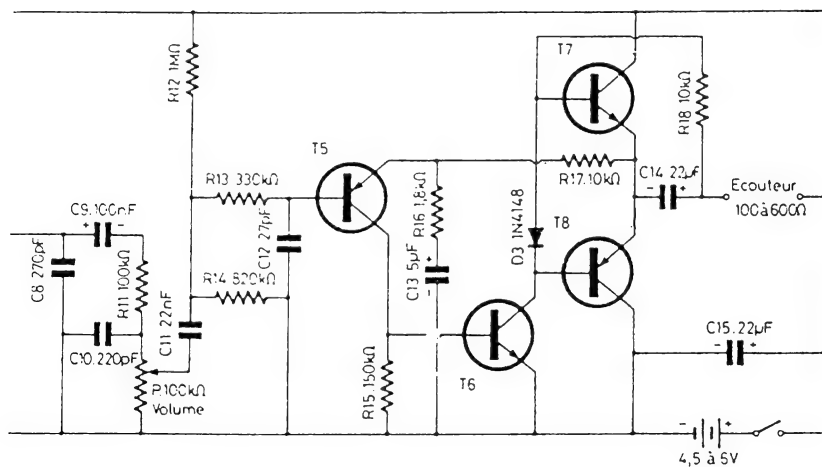 T7
R12 1MΩ
R18.10kΩ
T5
R13 330kΩ
R17.10kΩ
C14.22µF
Ecouteur
100à600Ω
C9.100nF
R16 1,8kΩ
C12 27pF
D3 1N4148
T8
C8 270pF
R11 100kΩ
R14 820kΩ
C13 5µF
C11 22nF
C10.220pF
C15.22µF
R15.150kΩ
P.100kΩ
Volume
T6
4,5 à 6V